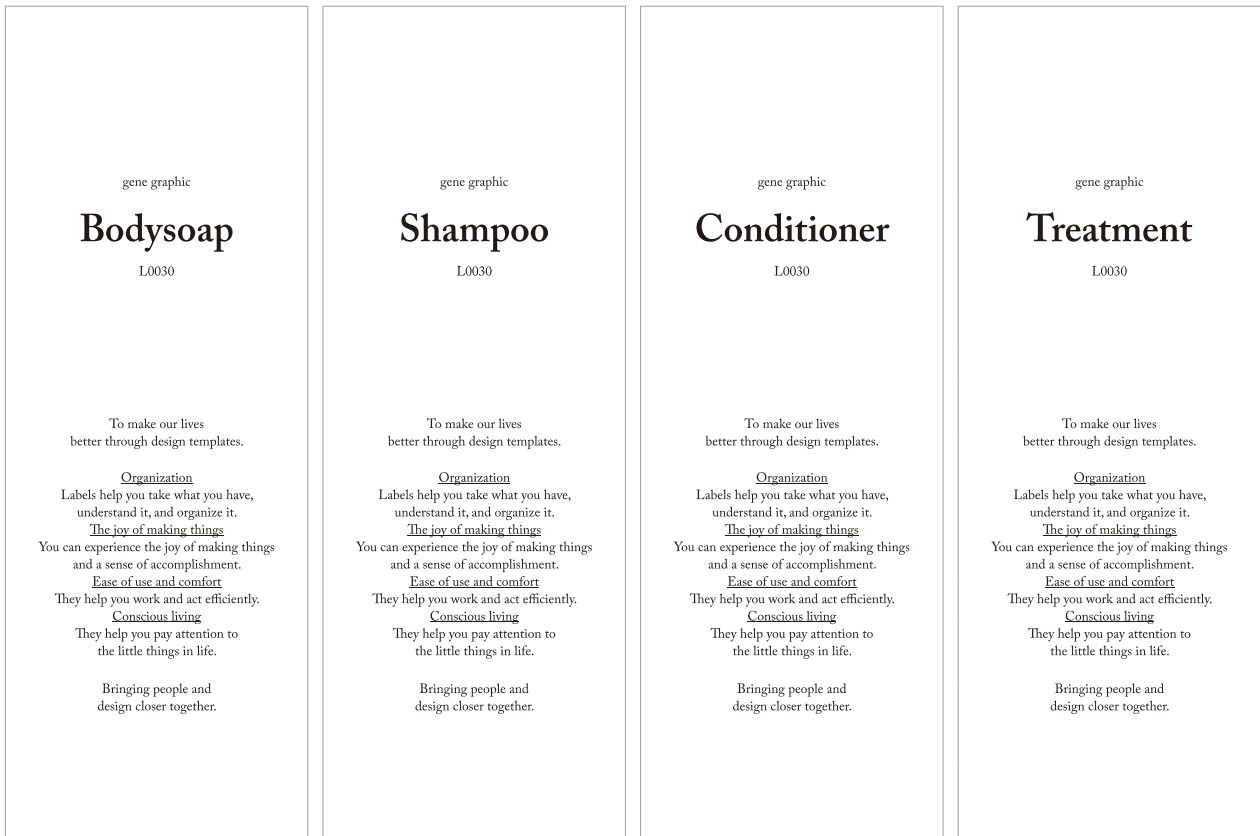 gene graphic
Bodysoap
L0030
To make our lives
better through design templates.
Organization
Labels help you take what you have,
understand it, and organize it.
The joy of making things
You can experience the joy of making things
and a sense of accomplishment.
Ease of use and comfort
They help you work and act efficiently.
Conscious living
They help you pay attention to
the little things in life.
Bringing people and
design closer together.
gene graphic
Shampoo
L0030
To make our lives
better through design templates.
Organization
Labels help you take what you have,
understand it, and organize it.
The joy of making things
You can experience the joy of making things
and a sense of accomplishment.
Ease of use and comfort
They help you work and act efficiently.
Conscious living
They help you pay attention to
the little things in life.
Bringing people and
design closer together.
gene graphic
Conditioner
L0030
To make our lives
better through design templates.
Organization
Labels help you take what you have,
understand it, and organize it.
The joy of making things
You can experience the joy of making things
and a sense of accomplishment.
Ease of use and comfort
They help you work and act efficiently.
Conscious living
They help you pay attention to
the little things in life.
Bringing people and
design closer together.
gene graphic
Treatment
L0030
To make our lives
better through design templates.
Organization
Labels help you take what you have,
understand it, and organize it.
The joy of making things
You can experience the joy of making things
and a sense of accomplishment.
Ease of use and comfort
They help you work and act efficiently.
Conscious living
They help you pay attention to
the little things in life.
Bringing people and
design closer together.